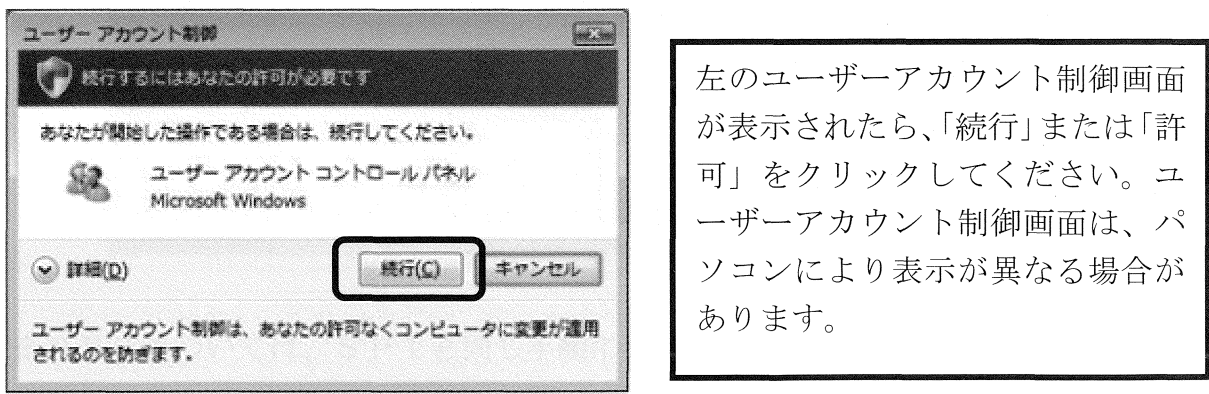 ユーザー アカウント制御
続行するにはあなたの許可が必要です
あなたが開始した操作である場合は、続行してください。
ユーザー アカウント コントロール パネル
Microsoft Windows
詳細(D)
続行(C)
キャンセル
ユーザー アカウント制御は、あなたの許可なくコンピュータに変更が適用
されるのを防ぎます。
左のユーザーアカウント制御画面
が表示されたら、「続行」または「許
可」をクリックしてください。ユ
ーザーアカウント制御画面は、パ
ソコンにより表示が異なる場合が
あります。